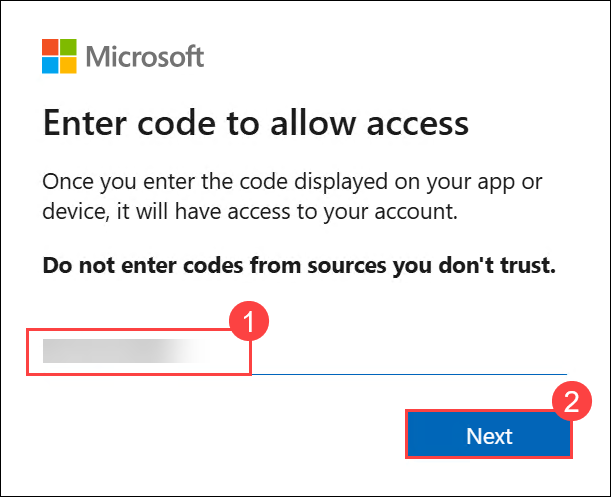 Microsoft
Enter code to allow access
Once you enter the code displayed on your app or
device, it will have access to your account.
Do not enter codes from sources you don't trust.
1
2
Next